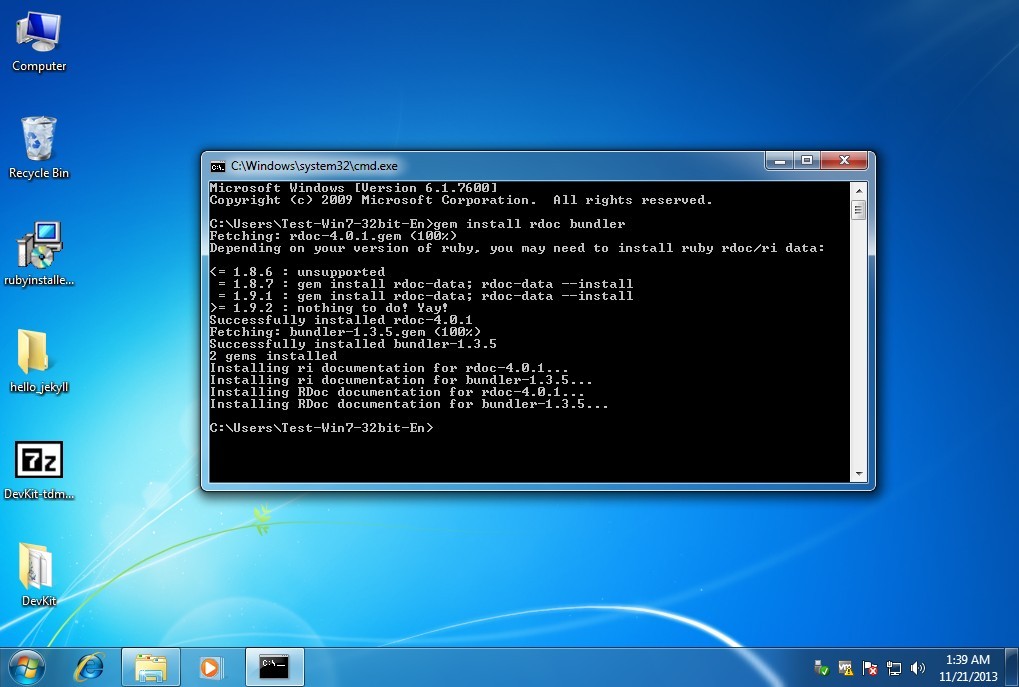 Computer
Recycle Bin
rubyinstalle...
hello_jekyll
DevKit-tdm...
DevKit
C:\Windows\system32\cmd.exe
Microsoft Windows [Version 6.1.7600]
Copyright (c) 2009 Microsoft Corporation.  All rights reserved.
C:\Users\Test-Win7-32bit-En>gem install rdoc bundler
Fetching: rdoc-4.0.1.gem (100%)
Depending on your version of ruby, you may need to install ruby rdoc/ri data:
<= 1.8.6 : unsupported
= 1.8.7 : gem install rdoc-data; rdoc-data --install
= 1.9.1 : gem install rdoc-data; rdoc-data --install
>= 1.9.2 : nothing to do! Yay!
Successfully installed rdoc-4.0.1
Fetching: bundler-1.3.5.gem (100%)
Successfully installed bundler-1.3.5
2 gems installed
Installing ri documentation for rdoc-4.0.1...
Installing ri documentation for bundler-1.3.5...
Installing RDoc documentation for rdoc-4.0.1...
Installing RDoc documentation for bundler-1.3.5...
C:\Users\Test-Win7-32bit-En>
7z
C:\_
1:39 AM
11/21/2013